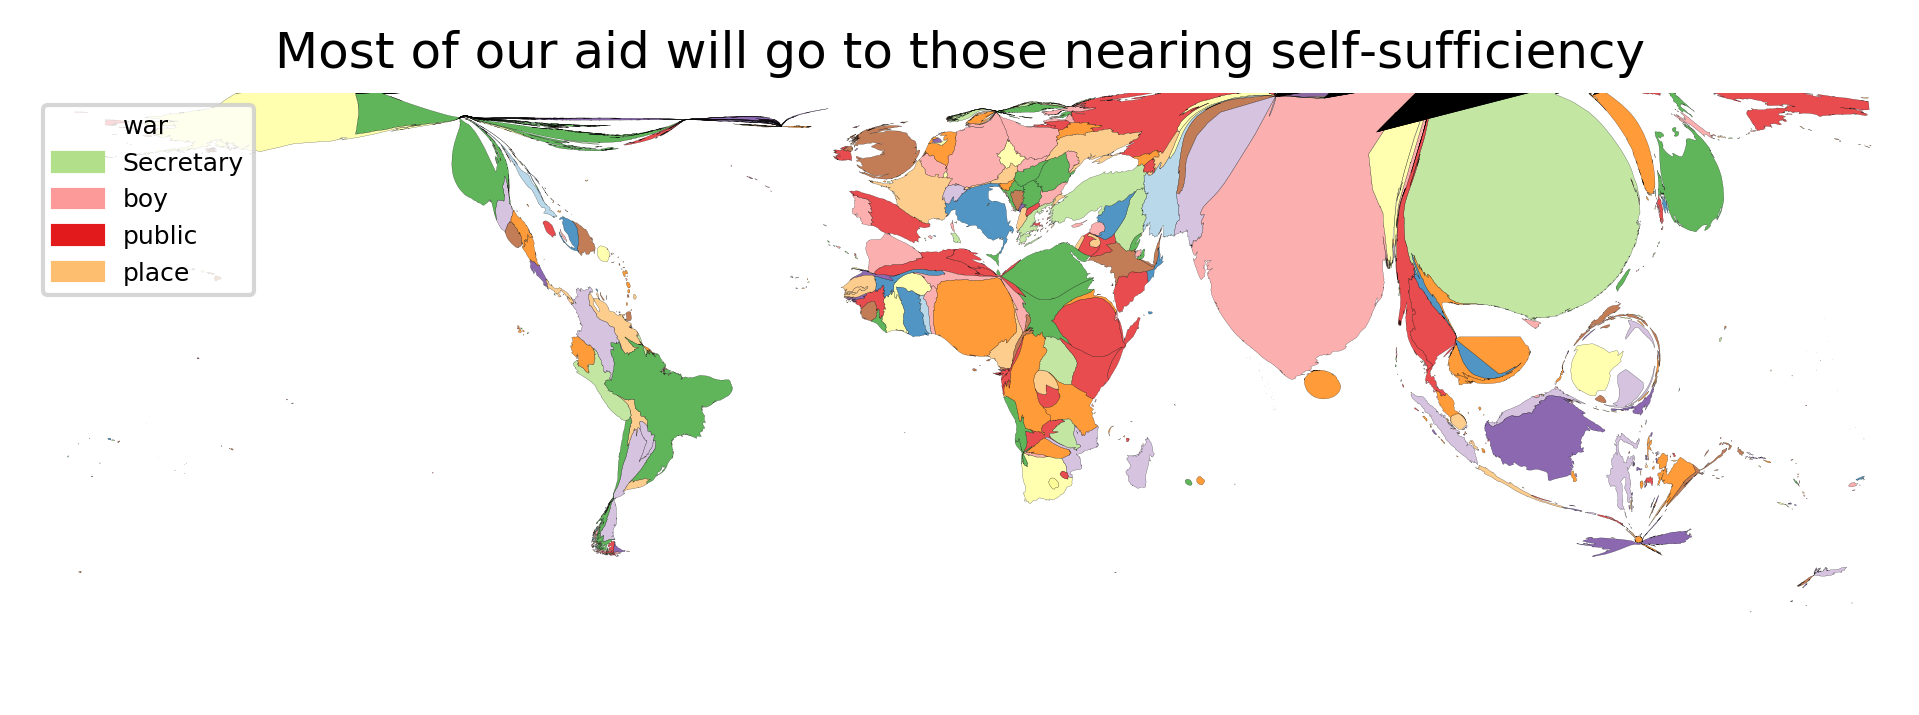 Most of our aid will go to those nearing self-sufficiency
war
Secretary
boy
public
place